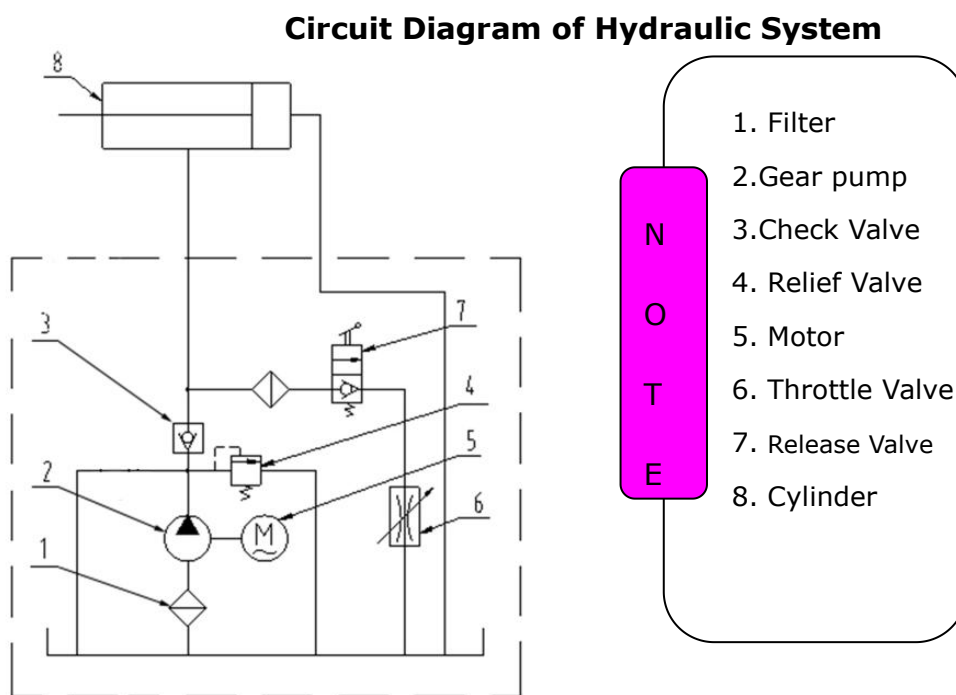 Circuit Diagram of Hydraulic System
8
3
7
4
2
5
M
1
6
N
O
T
E
1. Filter
2.Gear pump
3.Check Valve
4. Relief Valve
5. Motor
6. Throttle Valve
7. Release Valve
8. Cylinder